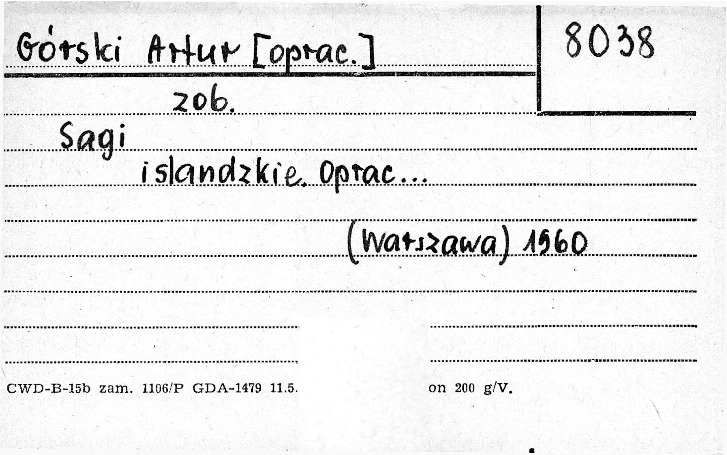 Górski Artur [oprac.]
8038
zob.
Sagi
islandzkie. Oprac...
(Warszawa) 1960
CWD-B-15b zam. 1106/P GDA-1479 11.5. on 200 g/V.